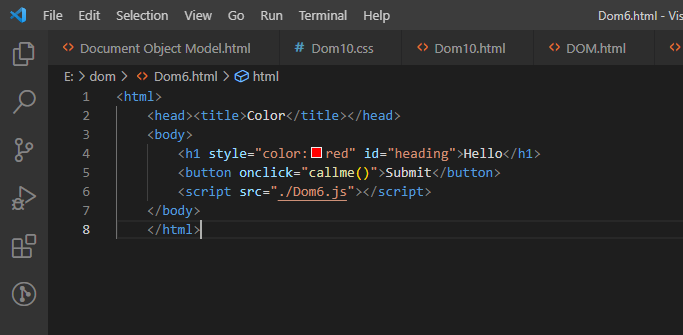 File Edit Selection View Go Run Terminal Help Dom6.html - Vis
Document Object Model.html # Dom10.css Dom10.html DOM.html
E: > dom > Dom6.html > html
1 <html>
2 <head><title>Color</title></head>
3 <body>
4 <h1 style="color:red" id="heading">Hello</h1>
5 <button onclick="callme()">Submit</button>
6 <script src="./Dom6.js"></script>
7 </body>
8 </html>